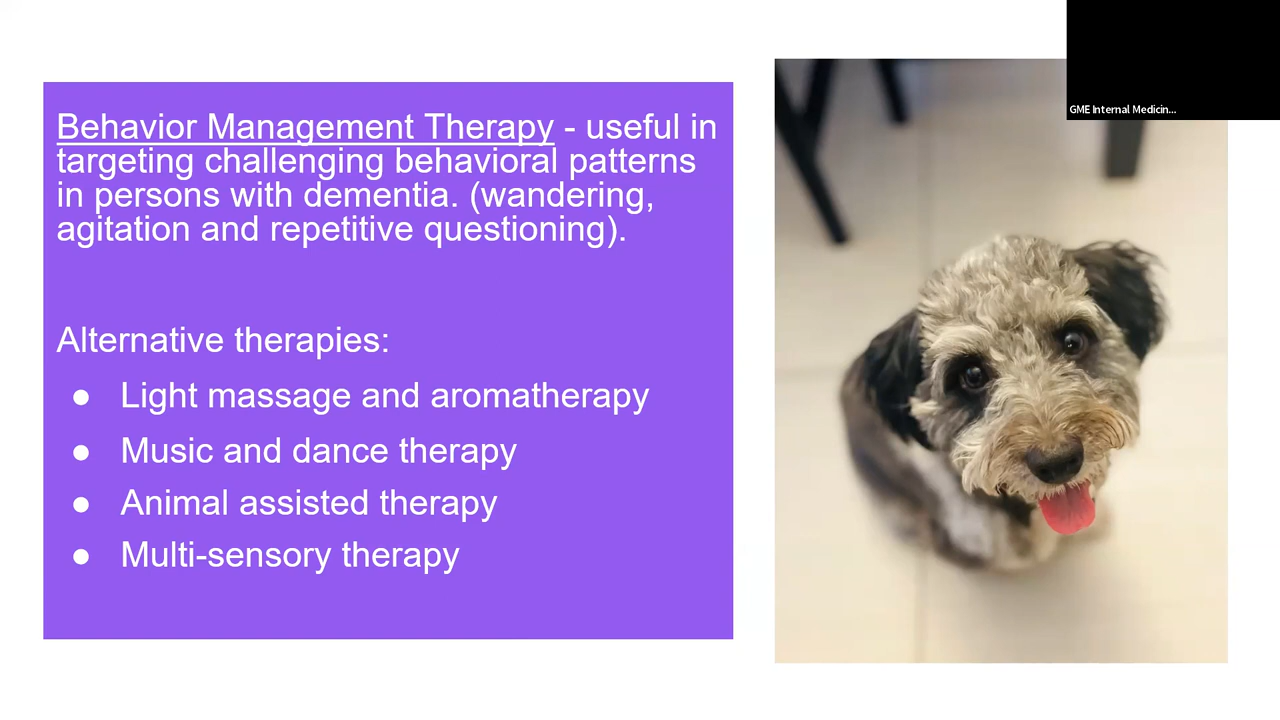 Behavior Management Therapy - useful in
targeting challenging behavioral patterns
in persons with dementia. (wandering,
agitation and repetitive questioning).
Alternative therapies:
● Light massage and aromatherapy
● Music and dance therapy
● Animal assisted therapy
● Multi-sensory therapy
GME Internal Medicin...